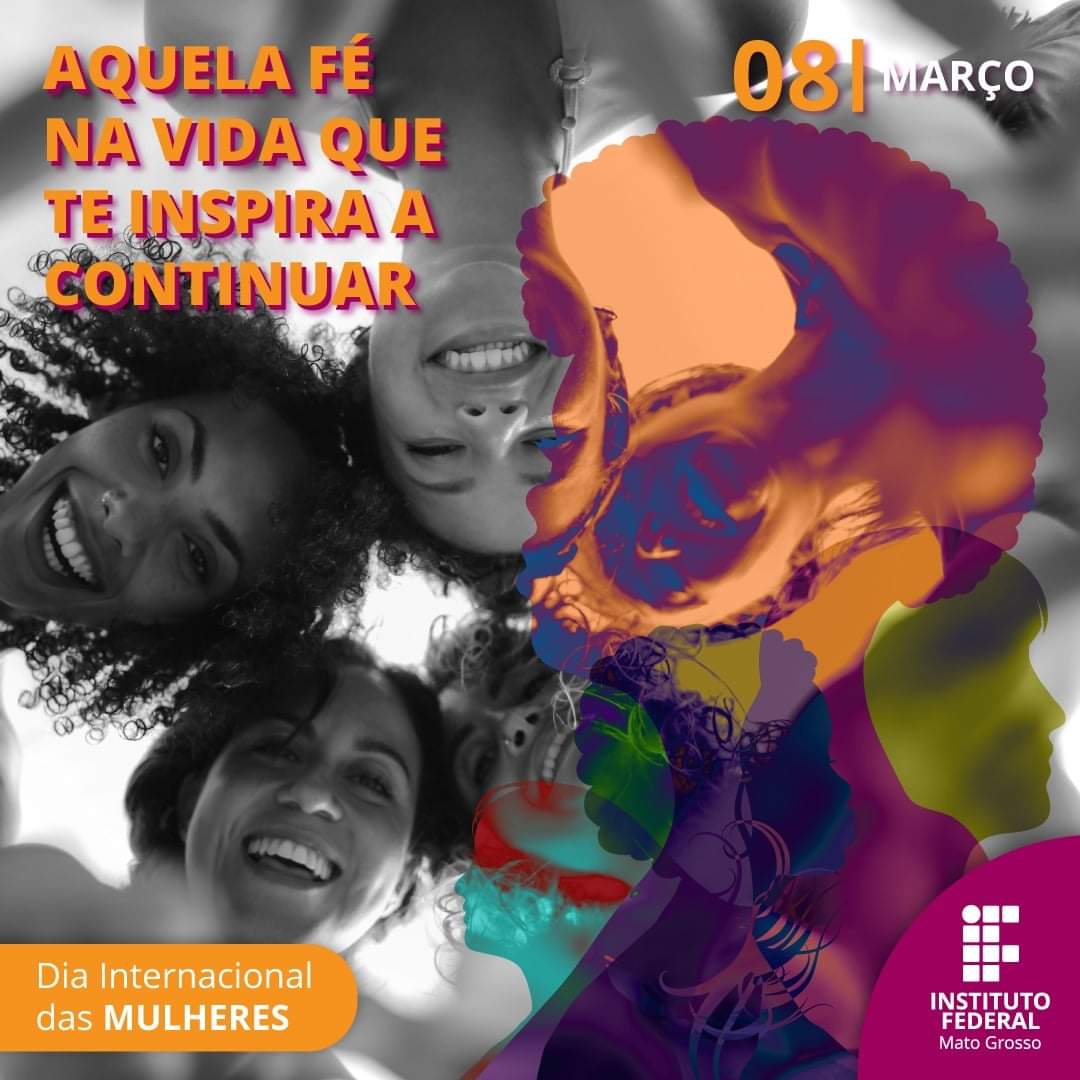 AQUELA FÉ
NA VIDA QUE
TE INSPIRA A
CONTINUAR
08| MARÇO
Dia Internacional
das MULHERES
INSTITUTO
FEDERAL
Mato Grosso